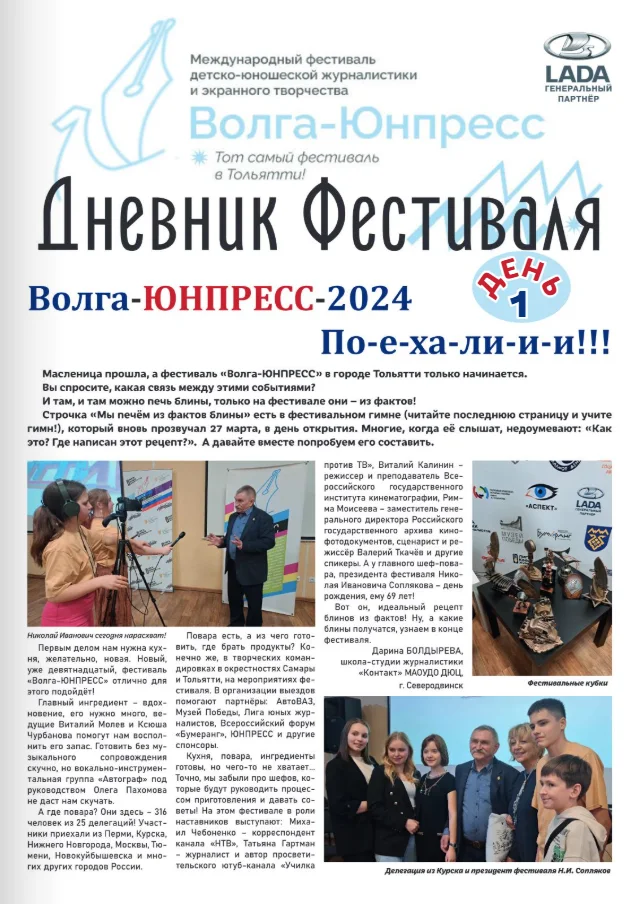 Международный фестиваль
детско-юношеской журналистики
и экранного творчества
Волга-Юнпресс
Тот самый фестиваль
в Тольятти!
LADA
ГЕНЕРАЛЬНЫЙ
ПАРТНЁР
Дневник Фестиваля
ДЕНЬ
1
Волга-ЮНПРЕСС-2024
По-е-ха-ли-и-и!!!
Масленица прошла, а фестиваль «Волга-ЮНПРЕСС» в городе Тольятти только начинается.
Вы спросите, какая связь между этими событиями?
И там, и там можно печь блины, только на фестивале они – из фактов!
Строчка «Мы печём из фактов блины» есть в фестивальном гимне (читайте последнюю страницу и учите
гимн!), который вновь прозвучал 27 марта, в день открытия. Многие, когда её слышат, недоумевают: «Как
это? Где написан этот рецепт?». А давайте вместе попробуем его составить.
Николай Иванович сегодня нарасхват!
Первым делом нам нужна кух-
ня, желательно, новая. Новый,
уже девятнадцатый, фестиваль
«Волга-ЮНПРЕСС» отлично для
этого подойдёт!
Главный ингредиент – вдох-
новение, его нужно много, ве-
дущие Виталий Молев и Ксюша
Чурбанова помогут нам воспол-
нить его запас. Готовить без му-
зыкального сопровождения
скучно, но вокально-инструмен-
тальная группа «Автограф» под
руководством Олега Пахомова
не даст нам скучать.
А где повара? Они здесь – 316
человек из 25 делегаций! Участ-
ники приехали из Перми, Курска,
Нижнего Новгорода, Москвы, Тю-
мени, Новокуйбышевска и мно-
гих других городов России.
Повара есть, а из чего гото-
вить, где брать продукты? Ко-
нечно же, в творческих коман-
дировках в окрестностях Самары
и Тольятти, на мероприятиях фе-
стиваля. В организации выездов
помогают партнёры: АвтоВАЗ,
Музей Победы, Лига юных жур-
налистов, Всероссийский форум
«Бумеранг», ЮНПРЕСС и другие
спонсоры.
Кухня, повара, ингредиенты
готовы, но чего-то не хватает...
Точно, мы забыли про шефов, ко-
торые будут руководить процес-
сом приготовления и давать со-
веты! На этом фестивале в роли
наставников выступают: Миха-
ил Чебоненко – корреспондент
канала «НТВ», Татьяна Гартман
– журналист и автор просвети-
тельского ютуб-канала «Училка
против ТВ», Виталий Калинин –
режиссер и преподаватель Все-
российского государственного
института кинематографии, Рим-
ма Моисеева – заместитель гене-
рального директора Российского
государственного архива кино-
фотодокументов, сценарист и ре-
жиссёр Валерий Ткачёв и другие
спикеры. А у главного шеф-пова-
ра, президента фестиваля Нико-
лая Ивановича Соплякова – день
рождения, ему 69 лет!
Вот он, идеальный рецепт
блинов из фактов! Ну, а какие
блины получатся, узнаем в конце
фестиваля.
Дарина БОЛДЫРЕВА,
школа-студии журналистики
«Контакт» МАОУДО ДЮЦ,
г. Северодвинск
«АСПЕКТ»
LADA
ГЕНЕРАЛЬНЫЙ
ПАРТНЁР
Фестивальные кубки
Делегация из Курска и президент фестиваля Н.И. Сопляков